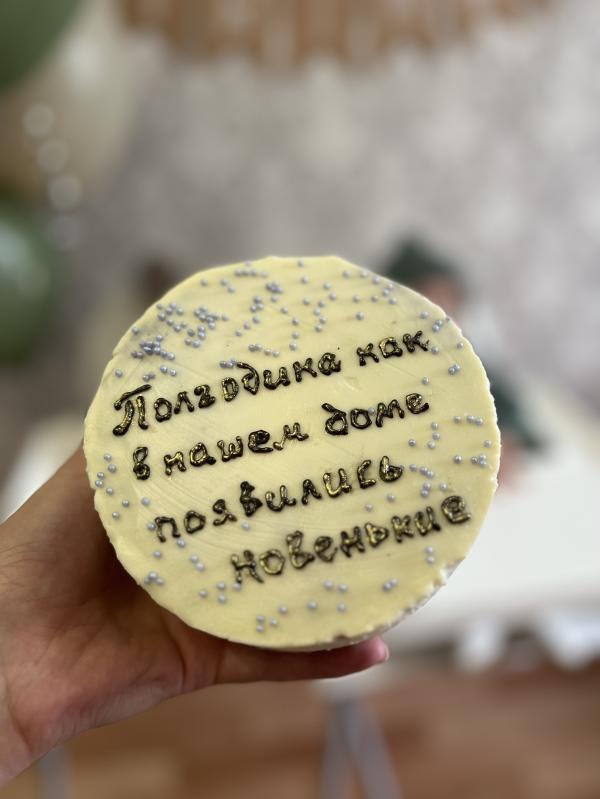 Полгодика как
в нашем доме
появились
новенькие